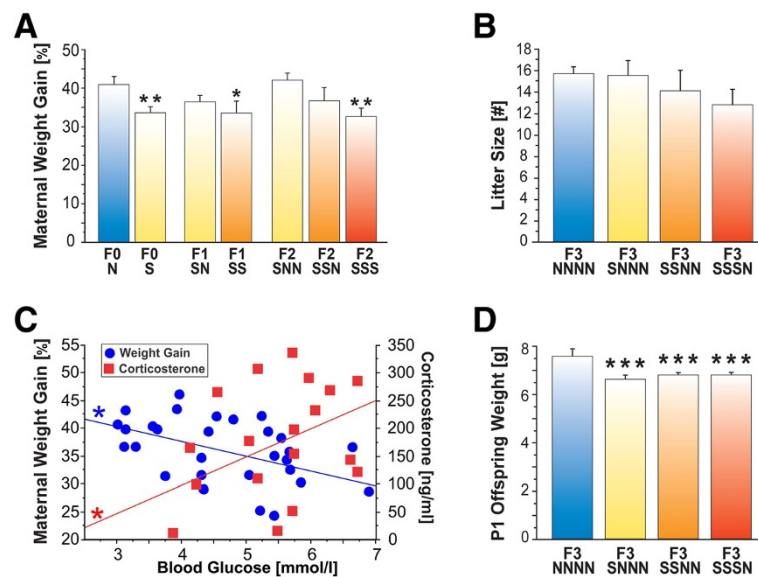 A
Maternal Weight Gain [%]
50
40
30
20
10
0
** * **
F0 F0 F1 F1 F2 F2 F2
N S SN SS SNN SSN SSS
B
Litter Size [#]
18
16
14
12
10
8
6
4
2
0
F3 F3 F3 F3
NNNN SNNN SSNN SSSN
C
Maternal Weight Gain [%]
55
50
45
40
35
30
25
20
Weight Gain
Corticosterone
*
*
350
300
250
200
150
100
50
0
Corticosterone [ng/ml]
3 4 5 6 7
Blood Glucose [mmol/l]
D
P1 Offspring Weight [g]
8
6
4
2
0
*** *** ***
F3 F3 F3 F3
NNNN SNNN SSNN SSSN